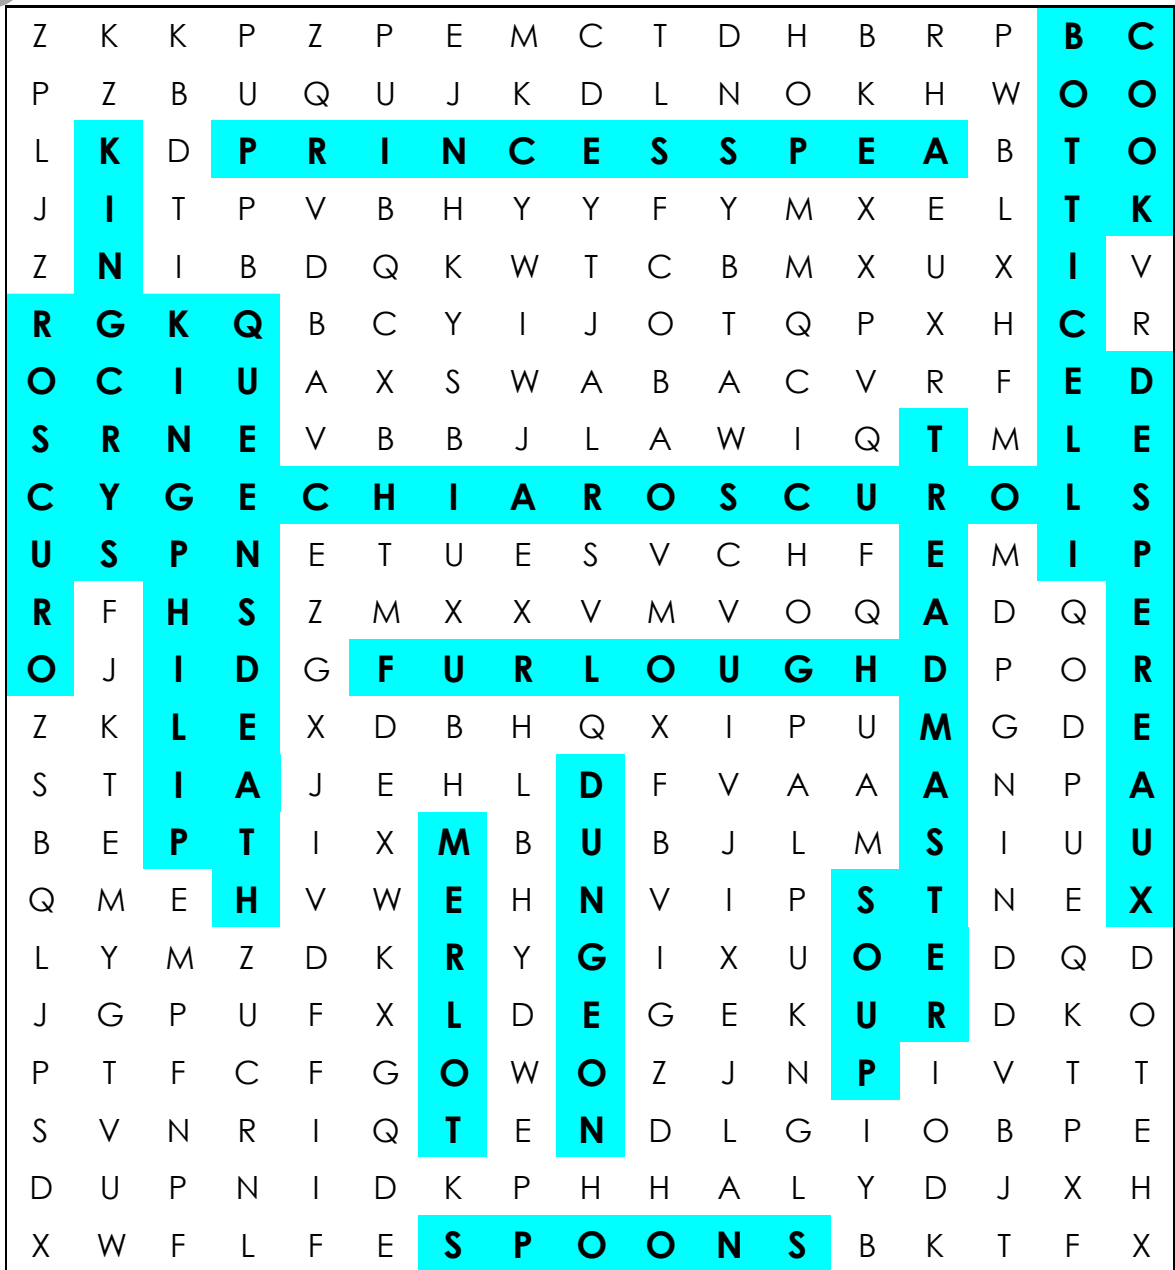 Z K K P Z P E M C T D H B R P B C
P Z B U Q U J K D L N O K H W O O
L K D P R I N C E S S P E A B T O
J I T P V B H Y Y F Y M X E L T K
Z N I B D Q K W T C B M X U X I V
R G K Q B C Y I J O T Q P X H C R
O C I U A X S W A B A C V R F E D
S R N E V B B J L A W I Q T M L E
C Y G E C H I A R O S C U R O L S
U S P N E T U E S V C H F E M I P
R F H S Z M X X V M V O Q A D Q E
O J I D G F U R L O U G H D P O R
Z K L E X D B H Q X I P U M G D E
S T I A J E H L D F V A A A N P A
B E P T I X M B U B J L M S I U U
Q M E H V W E H N V I P S T N E X
L Y M Z D K R Y G I X U O E D Q D
J G P U F X L D E G E K U R D K O
P T F C F G O W O Z J N P I V T T
S V N R I Q T E N D L G I O B P E
D U P N I D K P H H A L Y D J X H
X W F L F E S P O O N S B K T F X